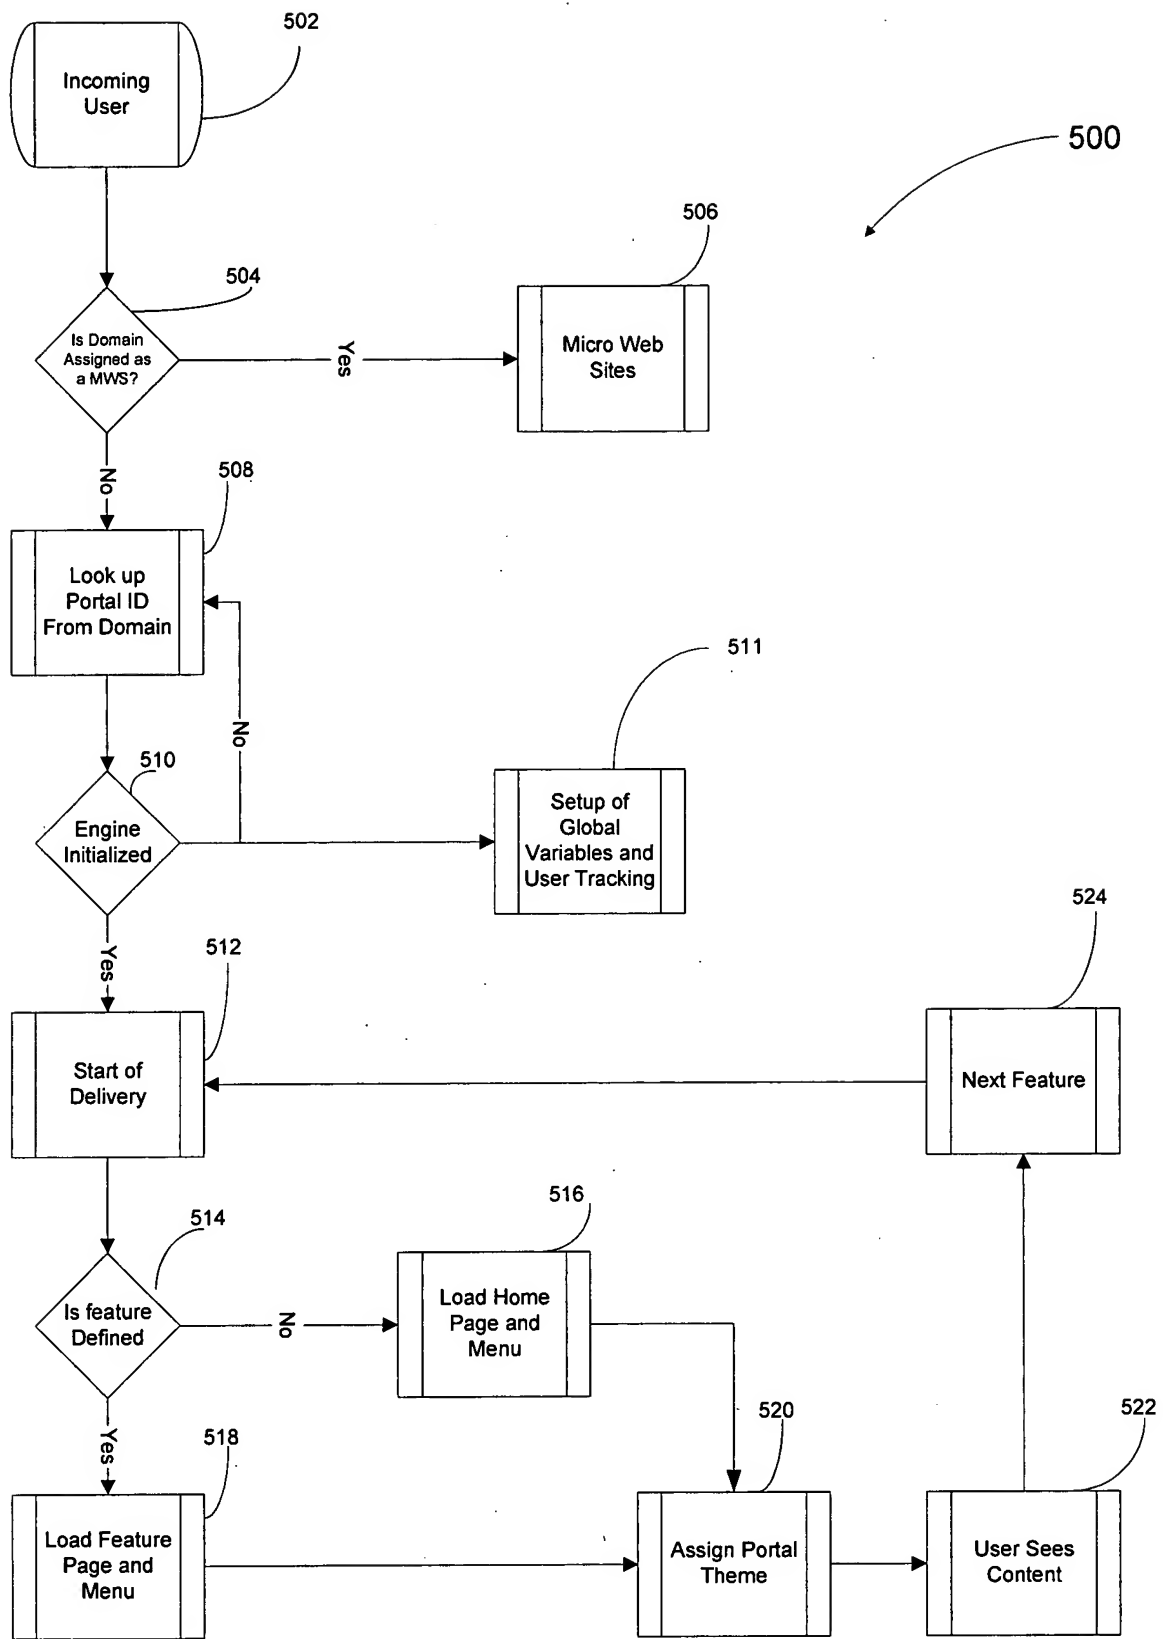 502
Incoming
User
500
506
504
Is Domain
Assigned as
a MWS?
Yes
Micro Web
Sites
No
508
Look up
Portal ID
From Domain
511
No
510
Engine
Initialized
Setup of
Global
Variables and
User Tracking
524
Yes
512
Start of
Delivery
Next Feature
516
514
Is feature
Defined
No
Load Home
Page and
Menu
520
522
Yes
518
Load Feature
Page and
Menu
Assign Portal
Theme
User Sees
Content